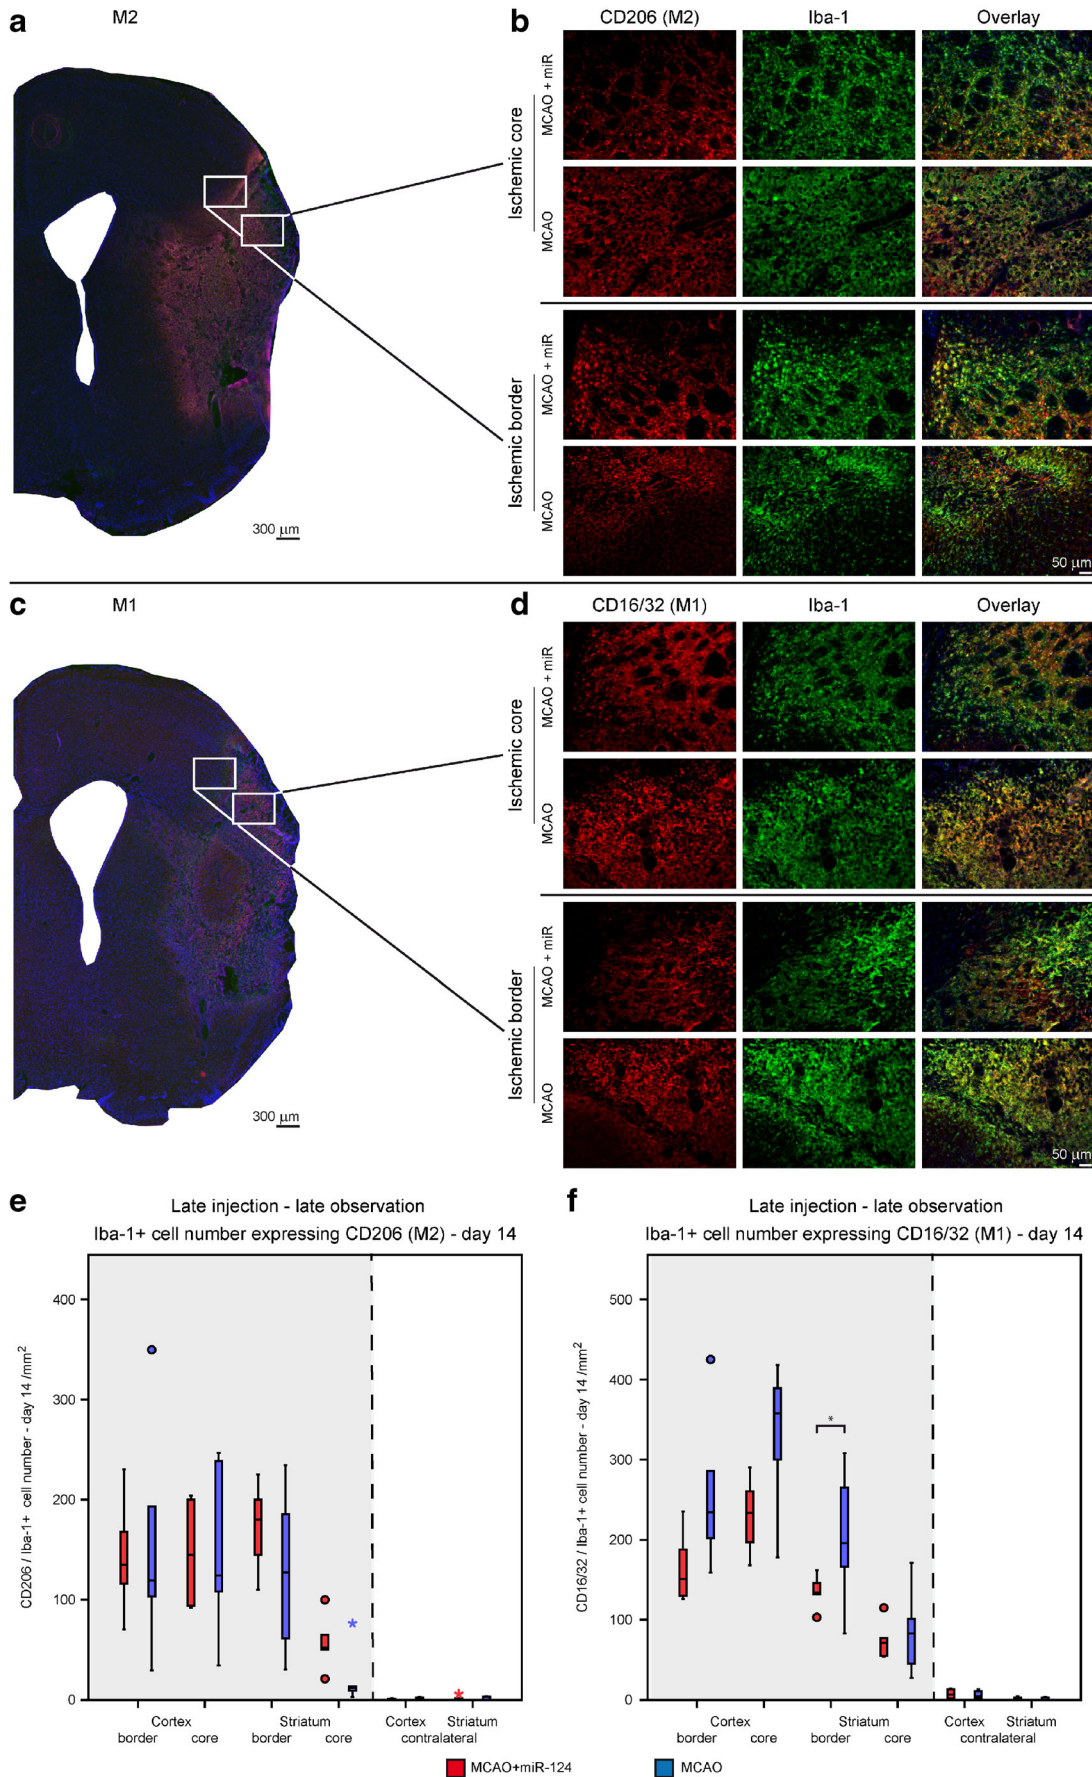 a
M2
300 µm
b
CD206 (M2)
Iba-1
Overlay
Ischemic core
MCAO + miR
MCAO
Ischemic border
MCAO + miR
MCAO
50 µm
c
M1
300 µm
d
CD16/32 (M1)
Iba-1
Overlay
Ischemic core
MCAO + miR
MCAO
Ischemic border
MCAO + miR
MCAO
50 µm
e
Late injection - late observation
Iba-1+ cell number expressing CD206 (M2) - day 14
CD206 / Iba-1+ cell number - day 14 /mm²
400
300
200
100
0
*
*
Cortex
Striatum
Cortex
Striatum
border
core
border
core
contralateral
f
Late injection - late observation
Iba-1+ cell number expressing CD16/32 (M1) - day 14
CD16/32 / Iba-1+ cell number - day 14 /mm²
500
400
300
200
100
0
*
Cortex
Striatum
Cortex
Striatum
border
core
border
core
contralateral
MCAO+miR-124
MCAO